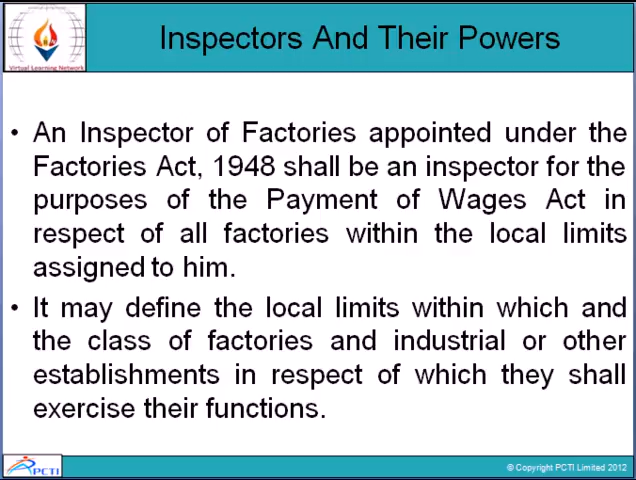 Inspectors And Their Powers
Virtual Learning Network
• An Inspector of Factories appointed under the
Factories Act, 1948 shall be an inspector for the
purposes of the Payment of Wages Act in
respect of all factories within the local limits
assigned to him.
• It may define the local limits within which and
the class of factories and industrial or other
establishments in respect of which they shall
exercise their functions.
PCTI
© Copyright PCTI Limited 2012